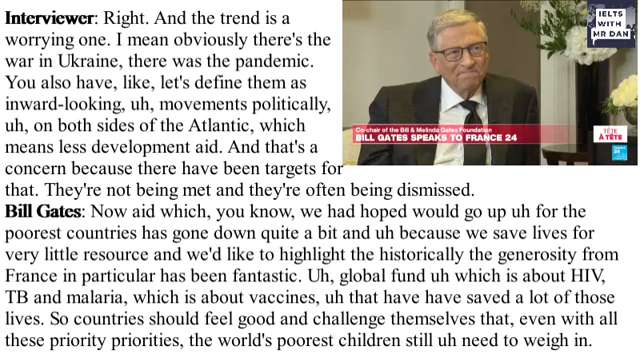 Interviewer: Right. And the trend is a
worrying one. I mean obviously there's the
war in Ukraine, there was the pandemic.
You also have, like, let's define them as
inward-looking, uh, movements politically,
uh, on both sides of the Atlantic, which
means less development aid. And that's a
concern because there have been targets for
that. They're not being met and they're often being dismissed.
Bill Gates: Now aid which, you know, we had hoped would go up uh for the
poorest countries has gone down quite a bit and uh because we save lives for
very little resource and we'd like to highlight the historically the generosity from
France in particular has been fantastic. Uh, global fund uh which is about HIV,
TB and malaria, which is about vaccines, uh that have have saved a lot of those
lives. So countries should feel good and challenge themselves that, even with all
these priority priorities, the world's poorest children still uh need to weigh in.
IELTS
WITH
MR DAN
Co-chair of the Bill & Melinda Gates Foundation
BILL GATES SPEAKS TO FRANCE 24
TÊTE
À TÊTE
FRANCE
24